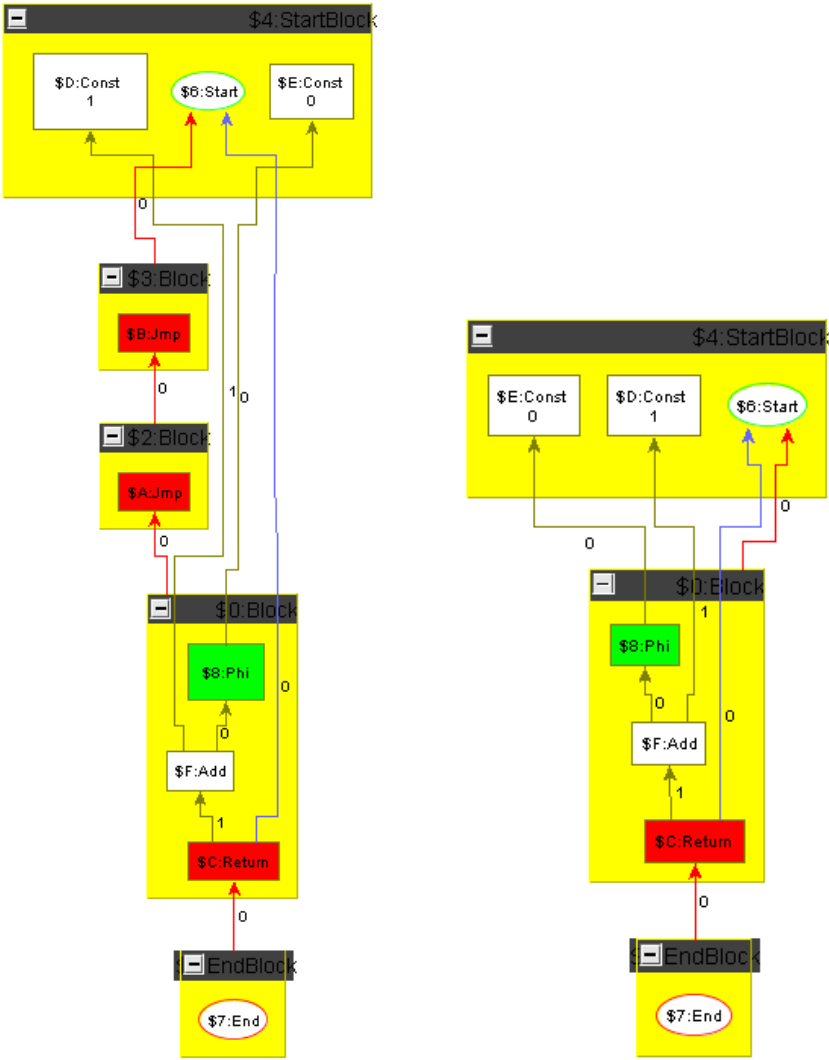 $4:StartBlock
$D:Const
1
$6:Start
$E:Const
0
0
$3:Block
$B:Jmp
0
1
0
$2:Block
$A:Jmp
0
$0:Block
$8:Phi
0
0
$F:Add
1
$C:Return
0
EndBlock
$7:End
$4:StartBlock
$E:Const
0
$D:Const
1
$6:Start
0
0
$0:Block
1
$8:Phi
0
0
$F:Add
1
$C:Return
0
EndBlock
$7:End